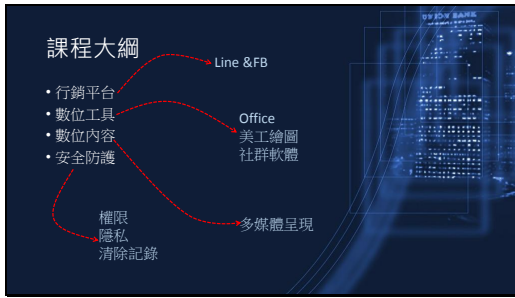 課程大綱
Line &FB
• 行銷平台
• 數位工具
• 數位內容
• 安全防護
Office
美工繪圖
社群軟體
權限
隱私
清除記錄
多媒體呈現
UNION BANK